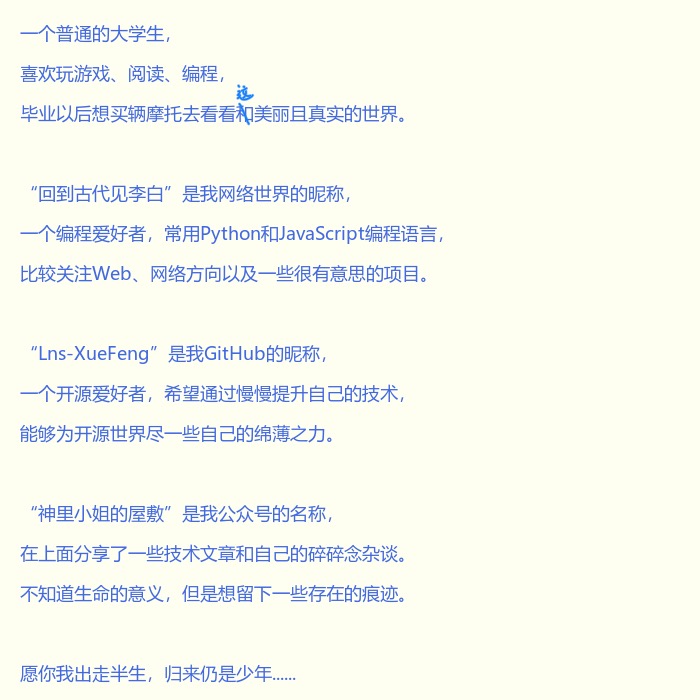 一个普通的大学生，
喜欢玩游戏、阅读、编程，
这
毕业以后想买辆摩托去看看和美丽且真实的世界。
“回到古代见李白”是我网络世界的昵称，
一个编程爱好者，常用Python和JavaScript编程语言，
比较关注Web、网络方向以及一些很有意思的项目。
“Lns-XueFeng”是我GitHub的昵称，
一个开源爱好者，希望通过慢慢提升自己的技术，
能够为开源世界尽一些自己的绵薄之力。
“神里小姐的屋敷”是我公众号的名称，
在上面分享了一些技术文章和自己的碎碎念杂谈。
不知道生命的意义，但是想留下一些存在的痕迹。
愿你我出走半生，归来仍是少年......